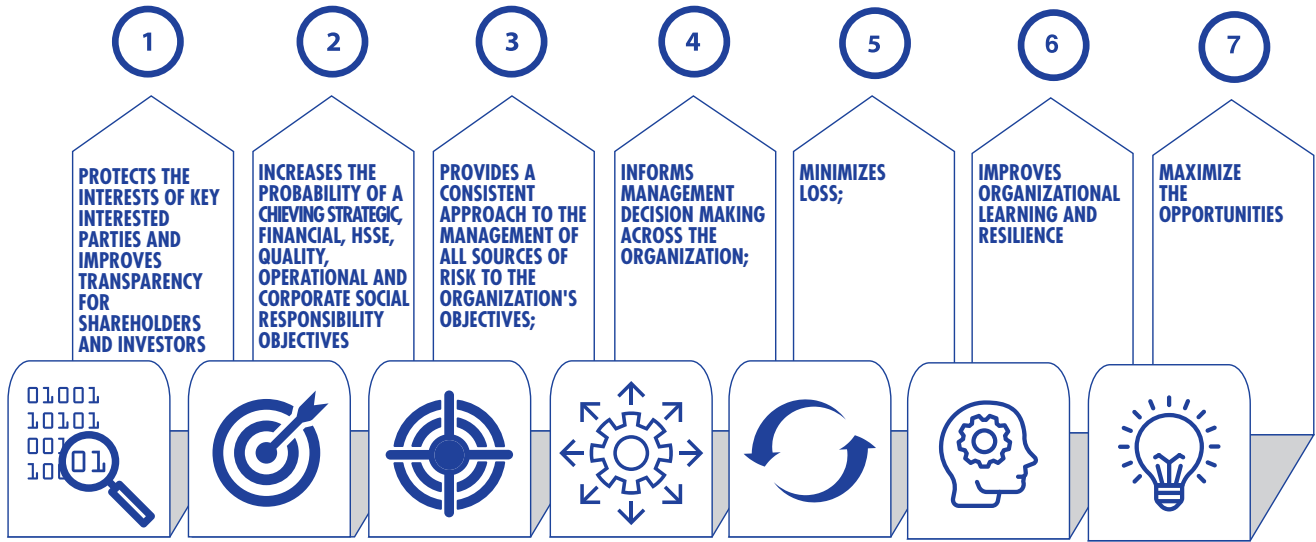 1
PROTECTS THE
INTERESTS OF KEY
INTERESTED
PARTIES AND
IMPROVES
TRANSPARENCY
FOR
SHAREHOLDERS
AND INVESTORS
2
INCREASES THE
PROBABILITY OF A
CHIEVING STRATEGIC,
FINANCIAL, HSSE,
QUALITY,
OPERATIONAL AND
CORPORATE SOCIAL
RESPONSIBILITY
OBJECTIVES
3
PROVIDES A
CONSISTENT
APPROACH TO THE
MANAGEMENT OF
ALL SOURCES OF
RISK TO THE
ORGANIZATION'S
OBJECTIVES;
4
INFORMS
MANAGEMENT
DECISION MAKING
ACROSS THE
ORGANIZATION;
5
MINIMIZES
LOSS;
6
IMPROVES
ORGANIZATIONAL
LEARNING AND
RESILIENCE
7
MAXIMIZE
THE
OPPORTUNITIES
01001
10101
001
10 01